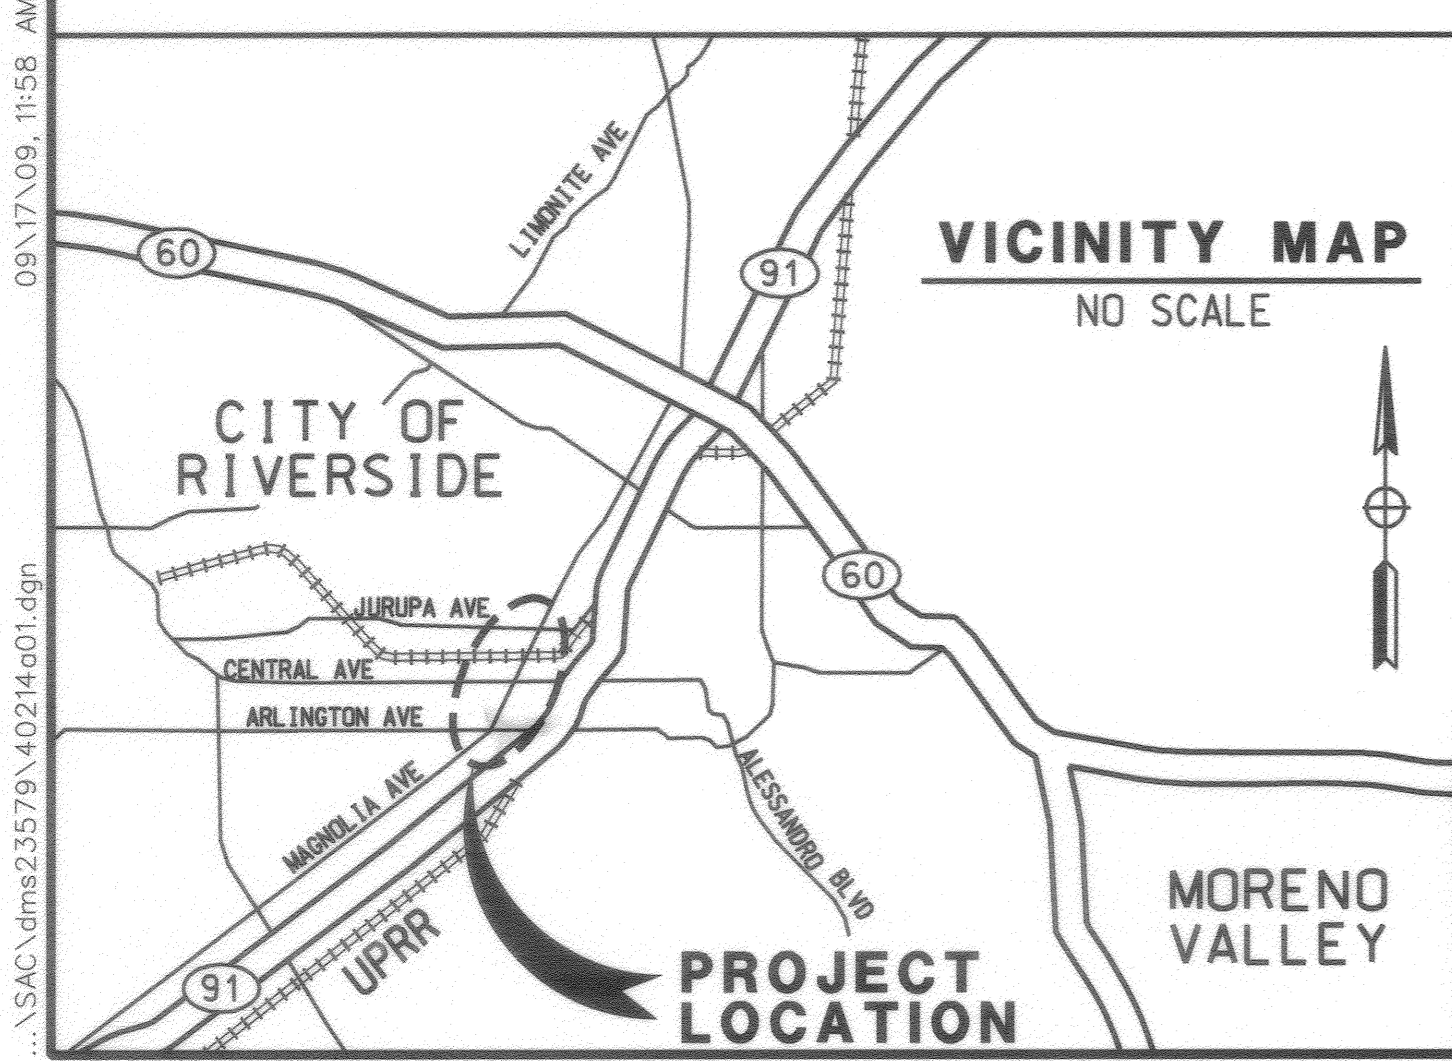 ...\SAC\dms23579\40214a01.dgn 09\17\09, 11:58 AM
LIMONITE AVE
60
91
VICINITY MAP
NO SCALE
CITY OF
RIVERSIDE
60
JURUPA AVE
CENTRAL AVE
ARLINGTON AVE
MAGNOLIA AVE
ALESSANDRO BLVD
MORENO
VALLEY
UPRR
91
PROJECT
LOCATION